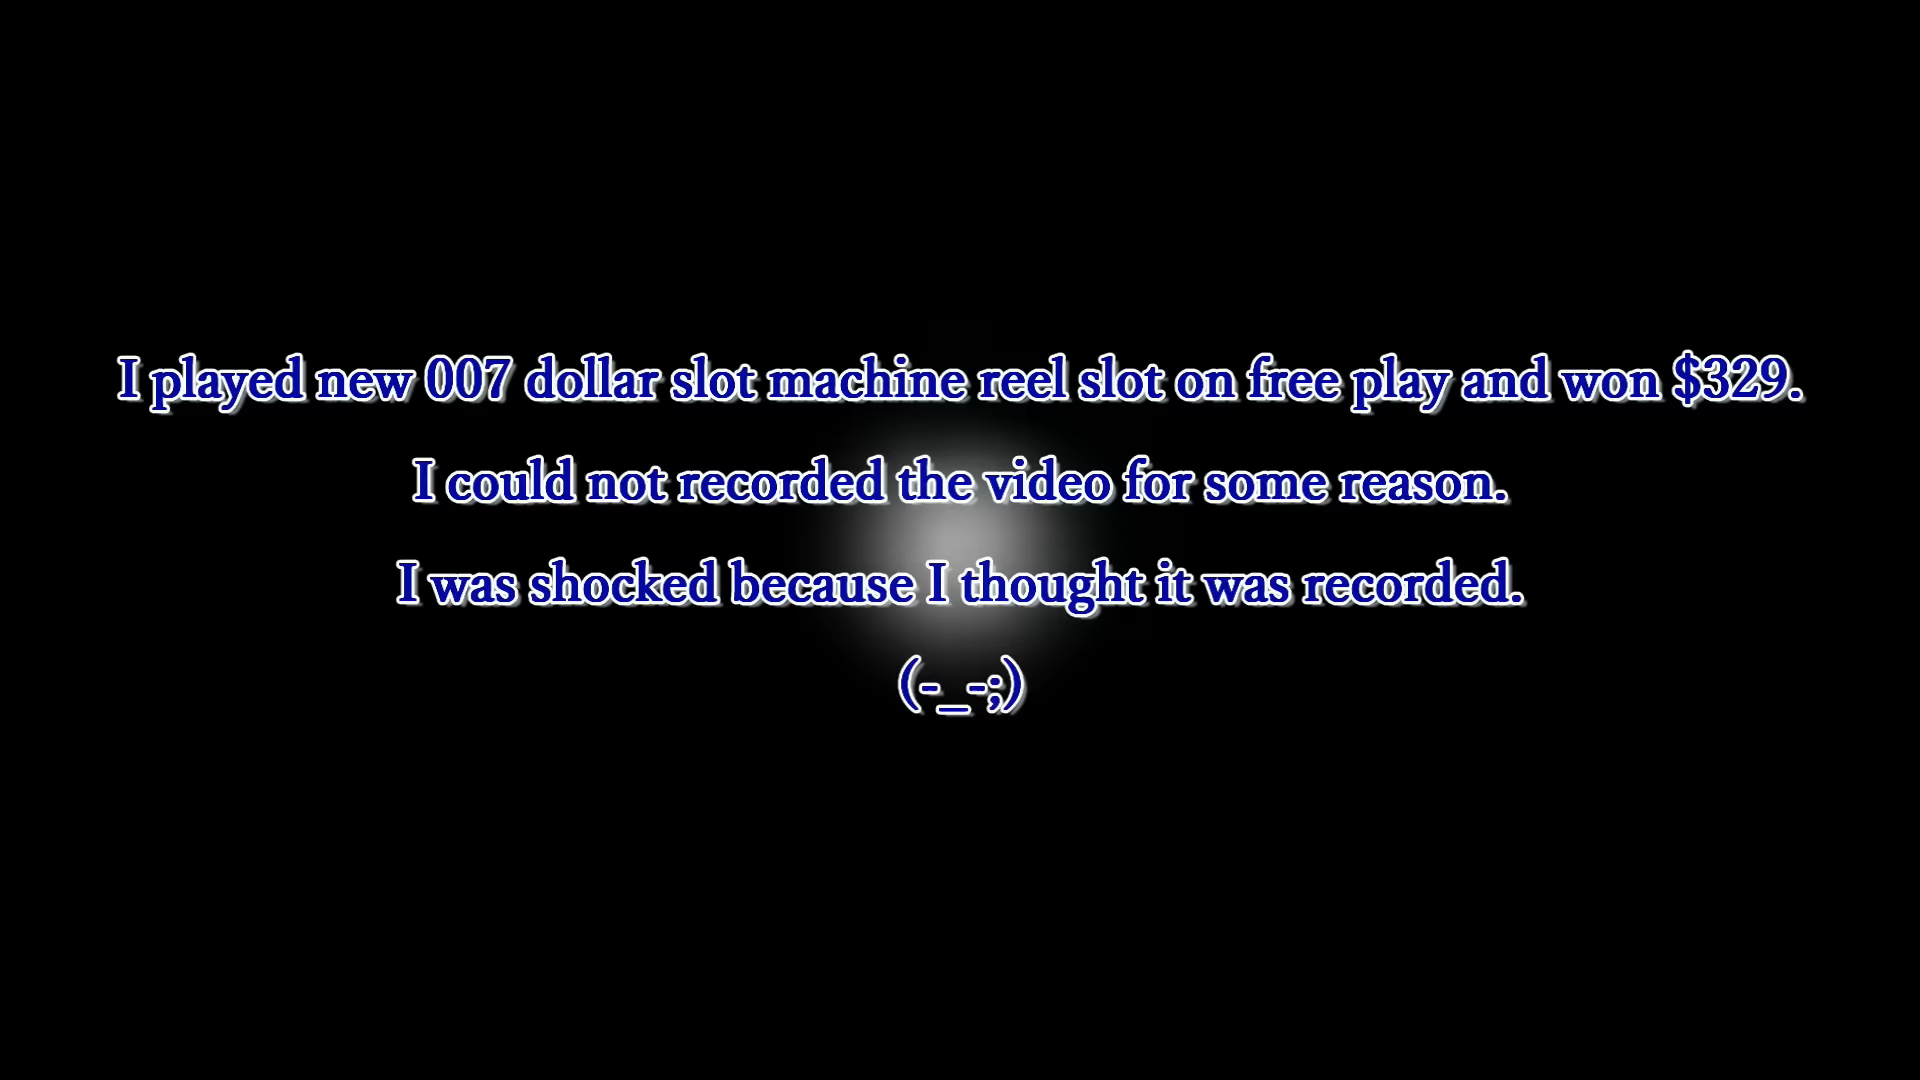 I played new 007 dollar slot machine reel slot on free play and won $329.
I could not recorded the video for some reason.
I was shocked because I thought it was recorded.
(-_-;)